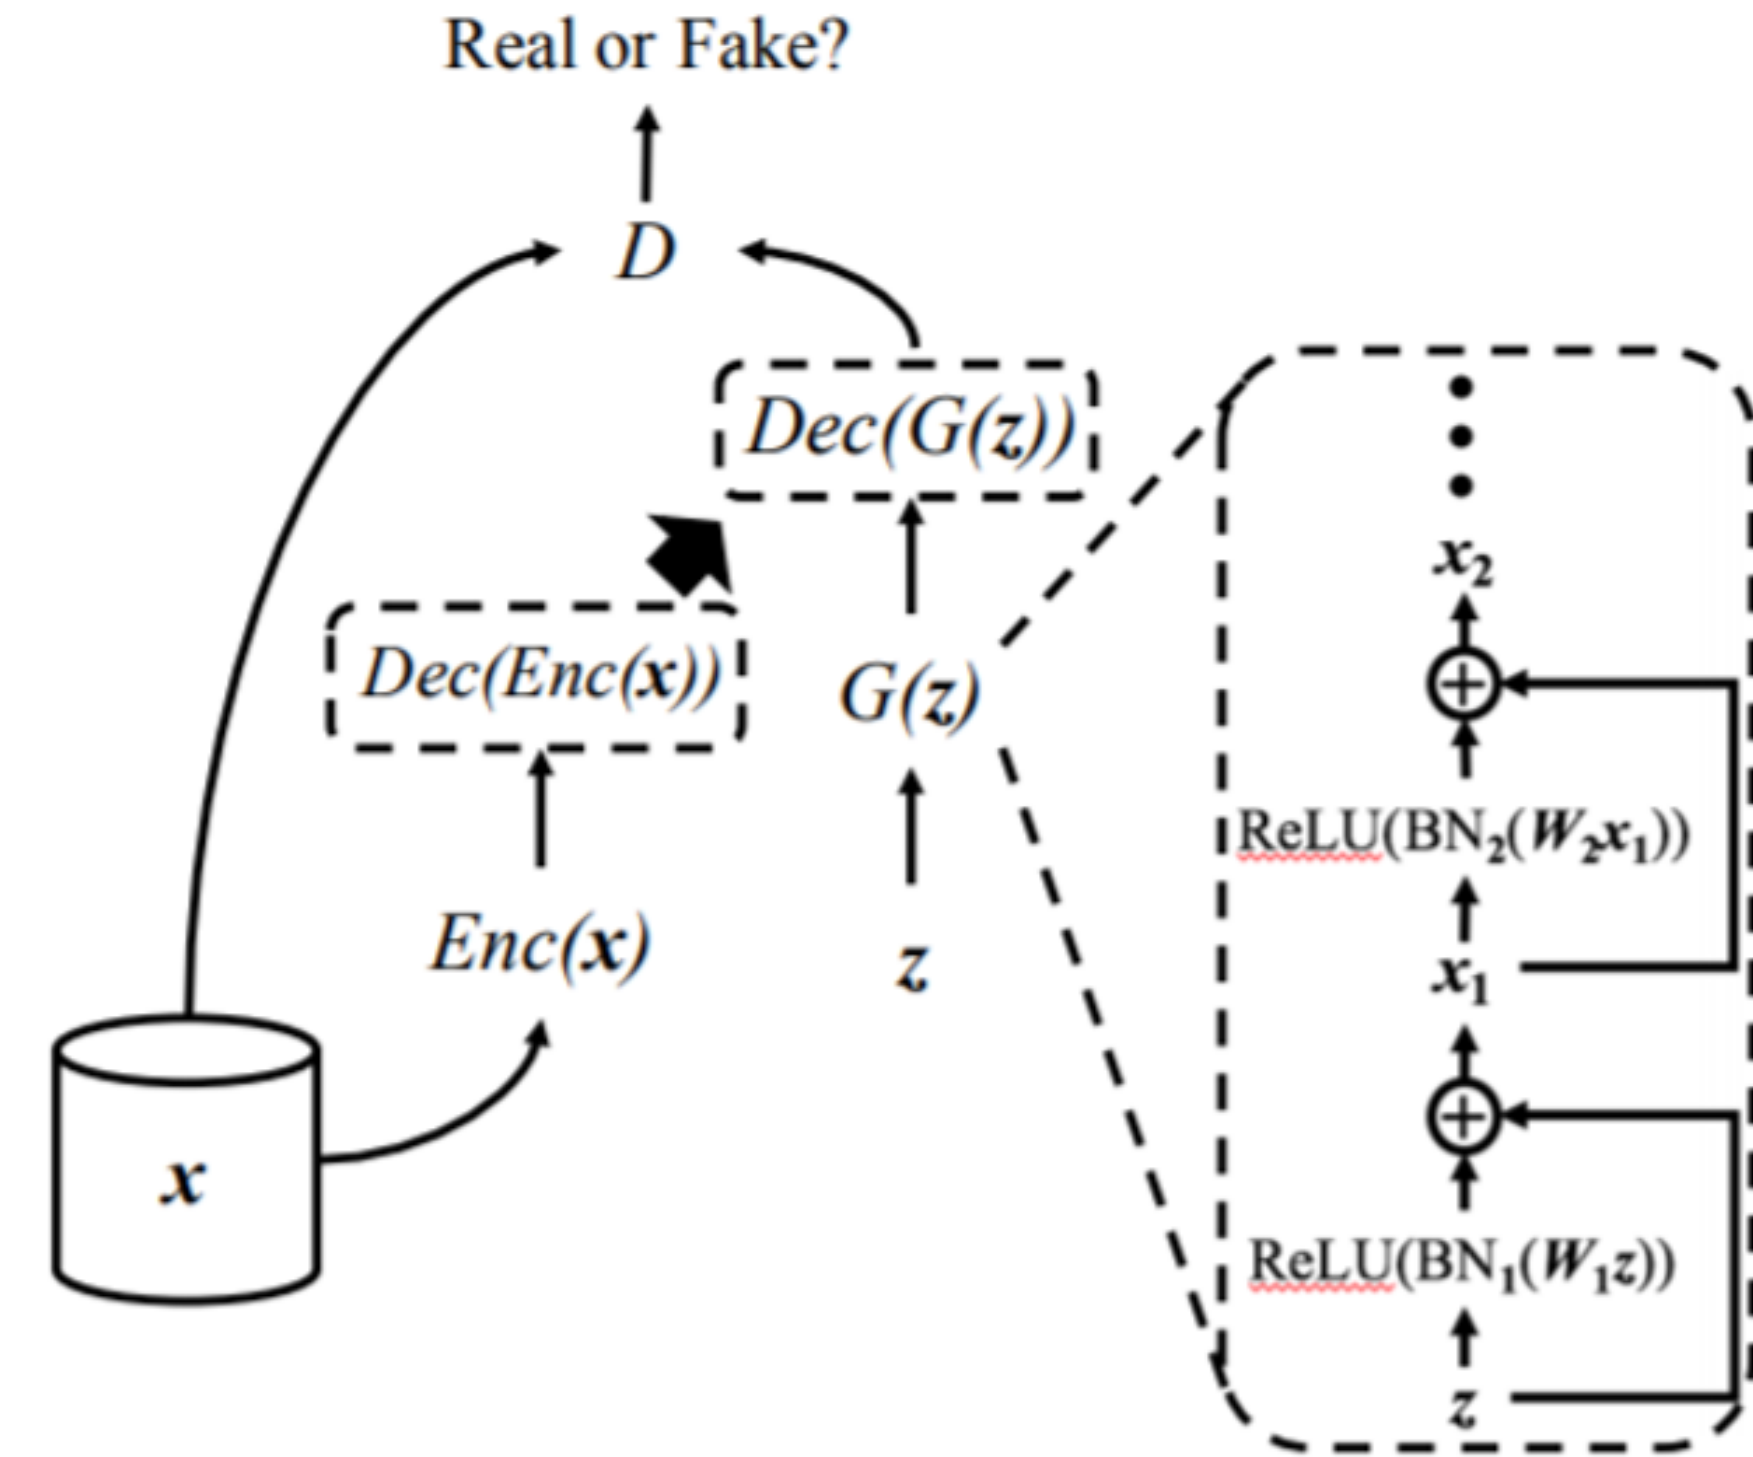 Real or Fake?
D
Dec(G(z))
Dec(Enc(x))
G(z)
Enc(x)
z
x
x₂
ReLU(BN₂(W₂x₁))
x₁
ReLU(BN₁(W₁z))
z